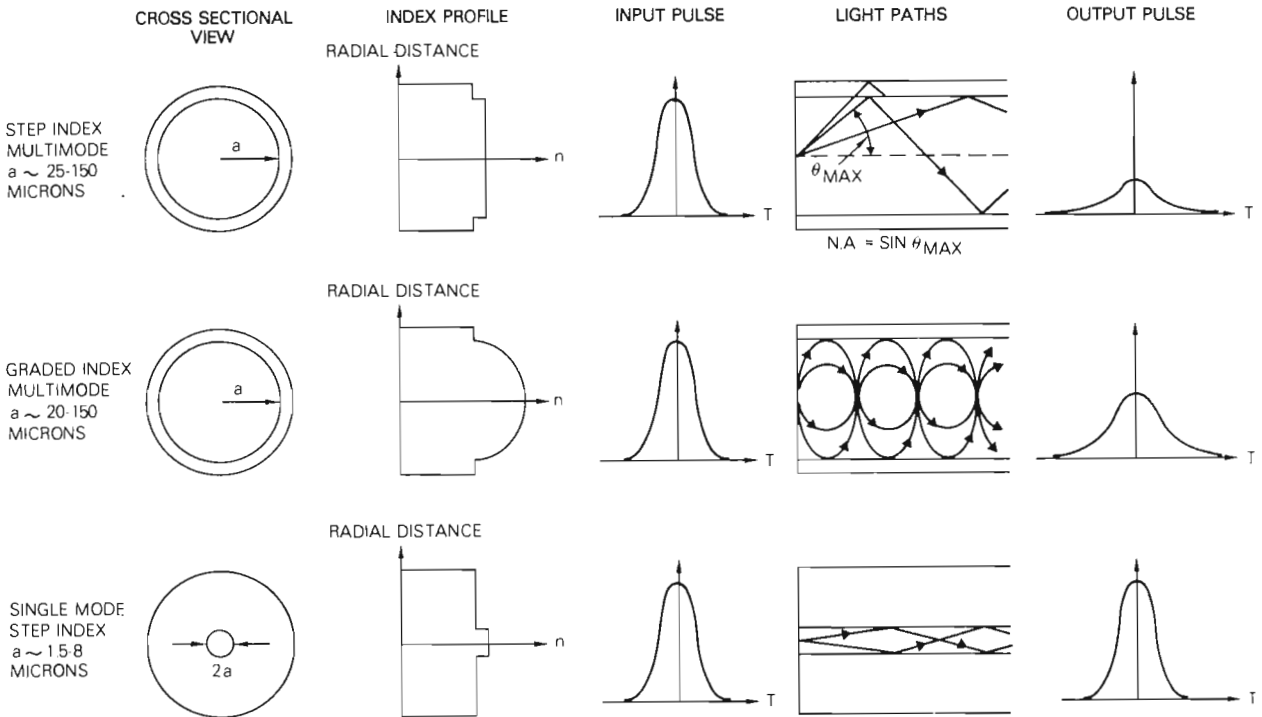 CROSS SECTIONAL
VIEW
INDEX PROFILE
INPUT PULSE
LIGHT PATHS
OUTPUT PULSE
STEP INDEX
MULTIMODE
a ~ 25-150
MICRONS
a
RADIAL DISTANCE
n
T
θ MAX
N.A = SIN θ MAX
T
GRADED INDEX
MULTIMODE
a ~ 20-150
MICRONS
a
RADIAL DISTANCE
n
T
T
SINGLE MODE
STEP INDEX
a ~ 1.5-8
MICRONS
2a
RADIAL DISTANCE
n
T
T